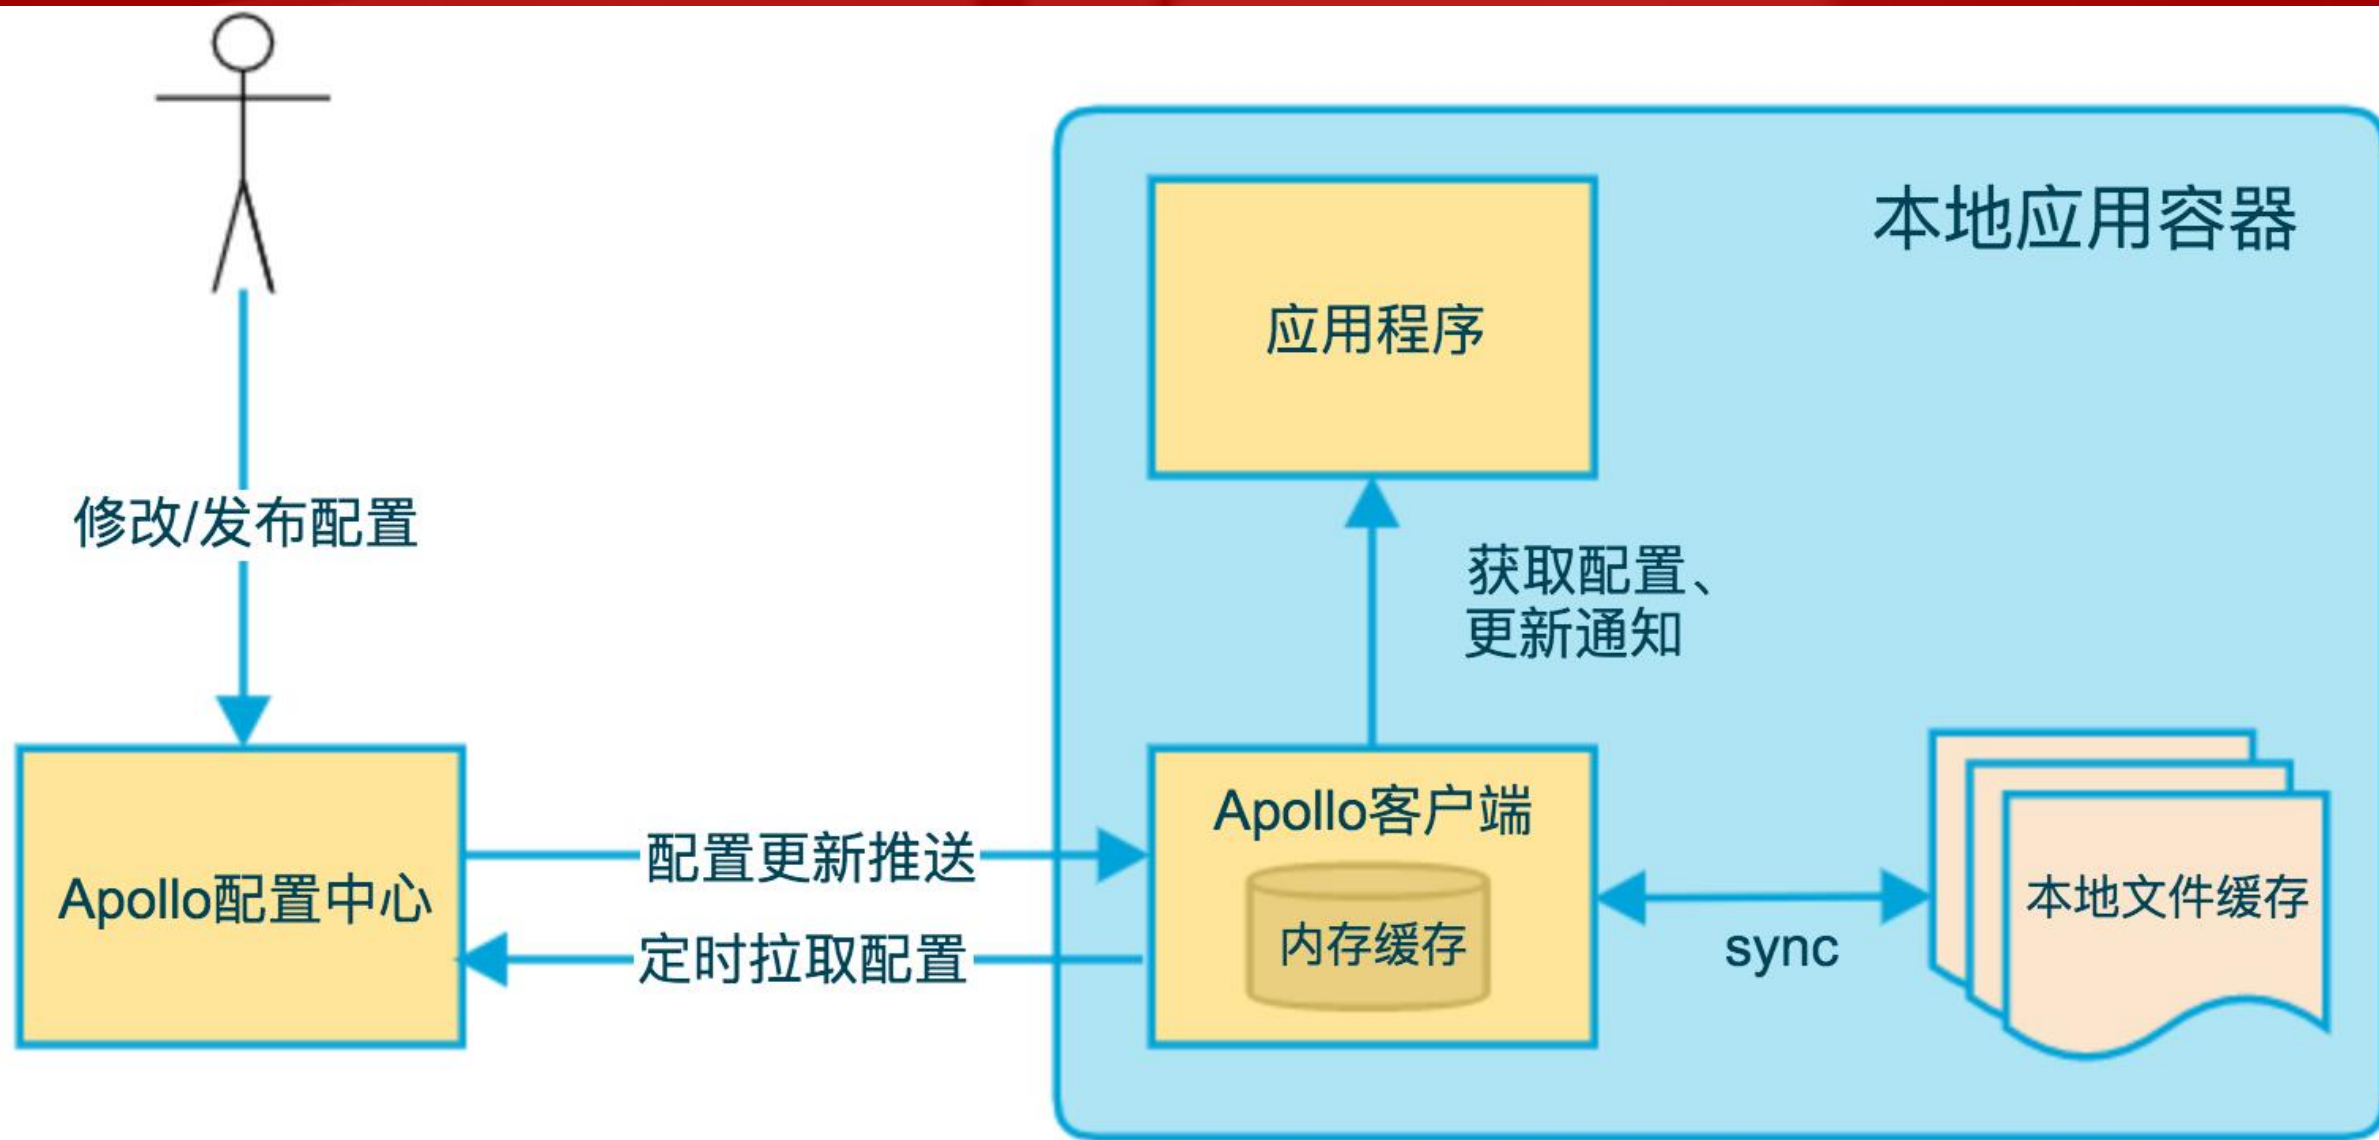 本地应用容器
应用程序
修改/发布配置
获取配置、
更新通知
Apollo配置中心
配置更新推送
定时拉取配置
Apollo客户端
内存缓存
sync
本地文件缓存